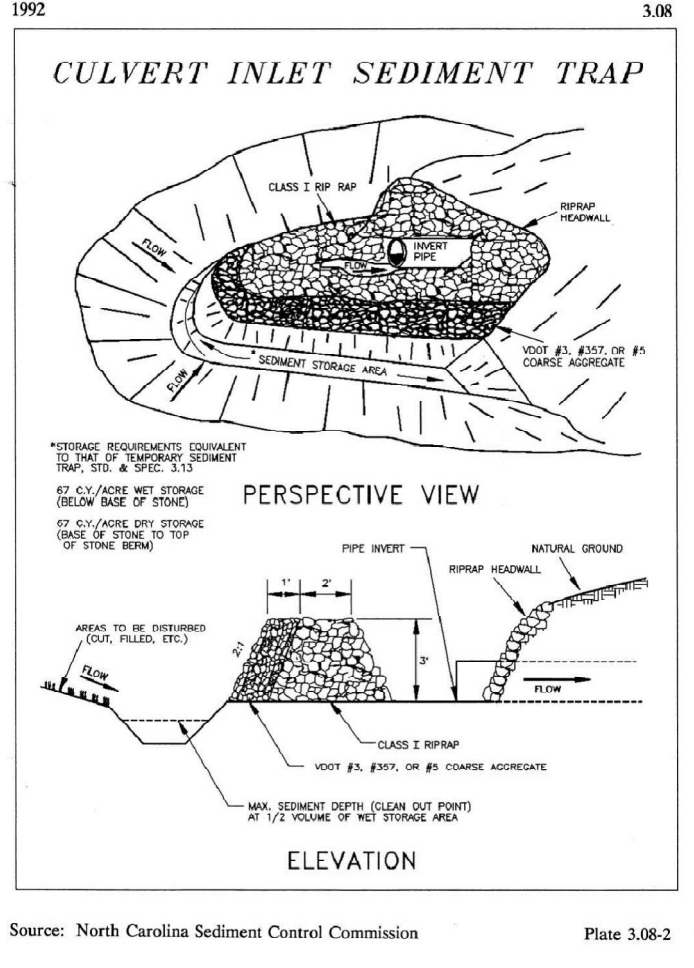 1992 3.08
CULVERT INLET SEDIMENT TRAP
CLASS I RIP RAP
RIPRAP
HEADWALL
FLOW
INVERT
PIPE
FLOW
VDOT #3, #357, OR #5
COARSE AGGREGATE
* SEDIMENT STORAGE AREA
FLOW
*STORAGE REQUIREMENTS EQUIVALENT
TO THAT OF TEMPORARY SEDIMENT
TRAP, STD. & SPEC. 3.13
67 C.Y./ACRE WET STORAGE
(BELOW BASE OF STONE)
67 C.Y./ACRE DRY STORAGE
(BASE OF STONE TO TOP
OF STONE BERM)
PERSPECTIVE VIEW
PIPE INVERT
NATURAL GROUND
RIPRAP HEADWALL
1' 2'
AREAS TO BE DISTURBED
(CUT, FILLED, ETC.)
2:1
FLOW
3'
FLOW
CLASS I RIPRAP
VDOT #3, #357, OR #5 COARSE AGGREGATE
MAX. SEDIMENT DEPTH (CLEAN OUT POINT)
AT 1/2 VOLUME OF WET STORAGE AREA
ELEVATION
Source: North Carolina Sediment Control Commission Plate 3.08-2